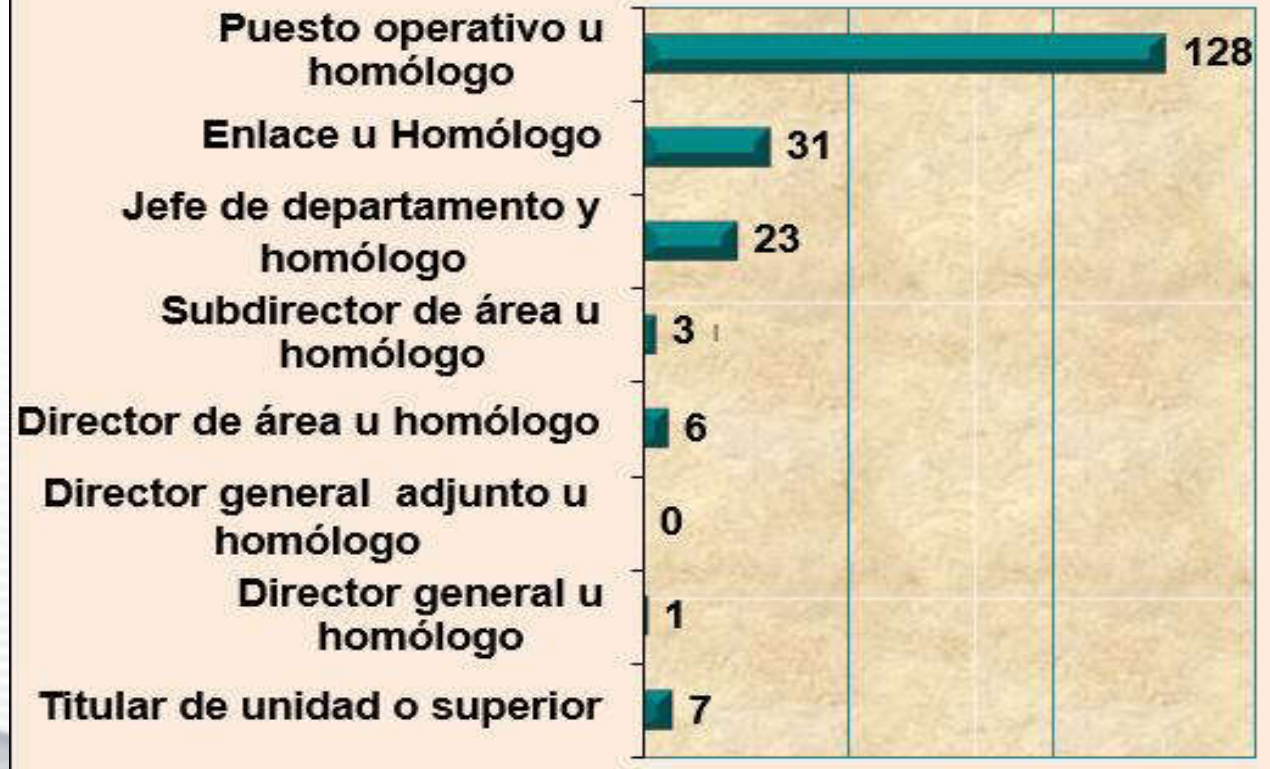 Puesto operativo u
homólogo
128
Enlace u Homólogo
31
Jefe de departamento y
homólogo
23
Subdirector de área u
homólogo
3
Director de área u homólogo
6
Director general adjunto u
homólogo
0
Director general u
homólogo
1
Titular de unidad o superior
7